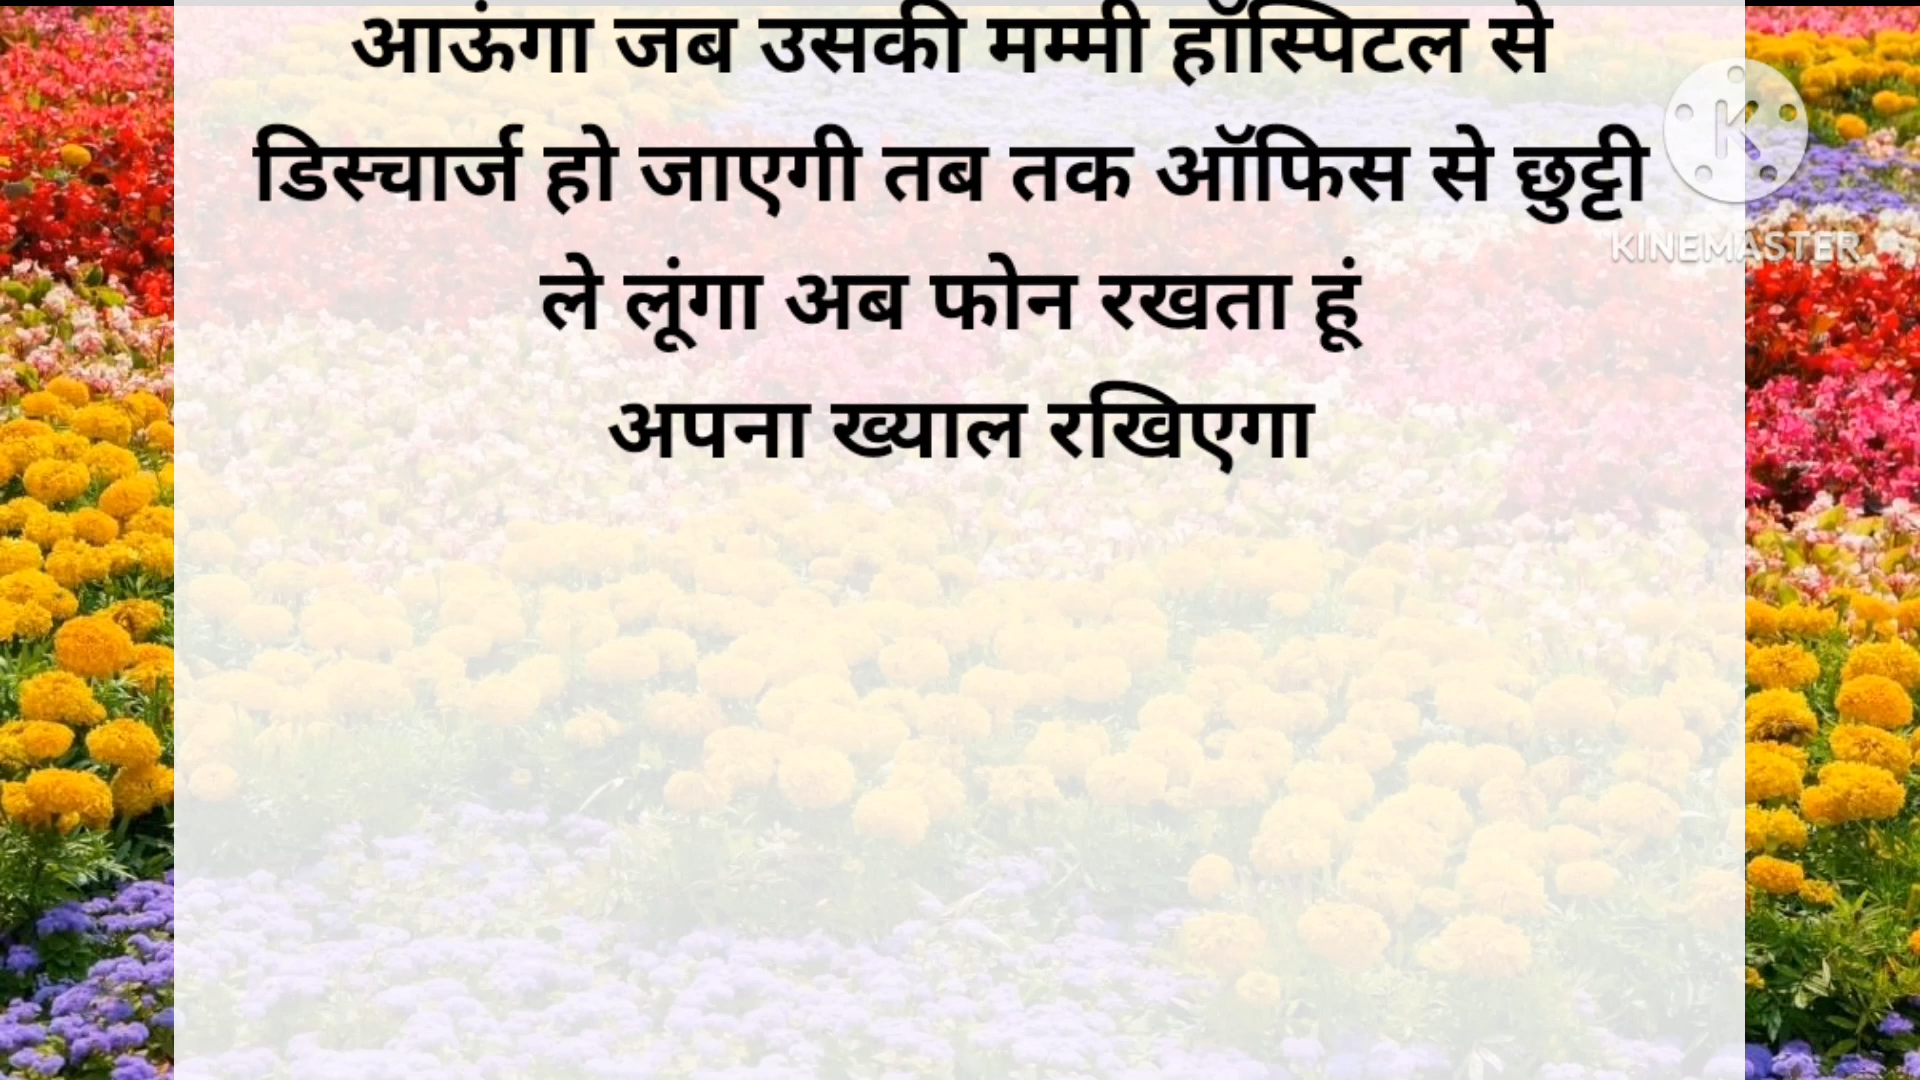 आऊंगा जब उसकी मम्मी हॉस्पिटल से
डिस्चार्ज हो जाएगी तब तक ऑफिस से छुट्टी
ले लूंगा अब फोन रखता हूं
अपना ख्याल रखिएगा
K
KINEMASTER